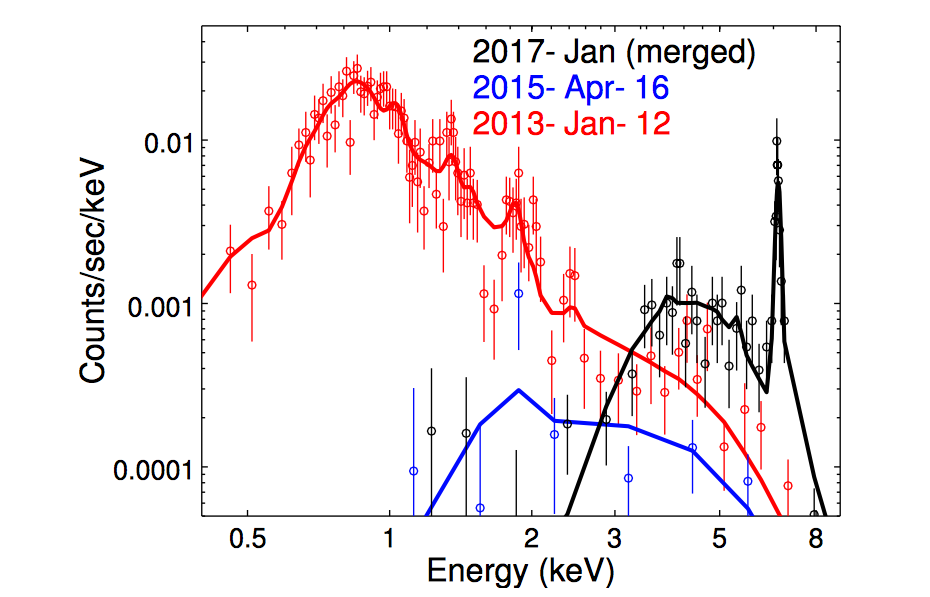 2017- Jan (merged)
2015- Apr- 16
2013- Jan- 12
Counts/sec/keV
0.01
0.001
0.0001
0.5 1 2 3 5 8
Energy (keV)